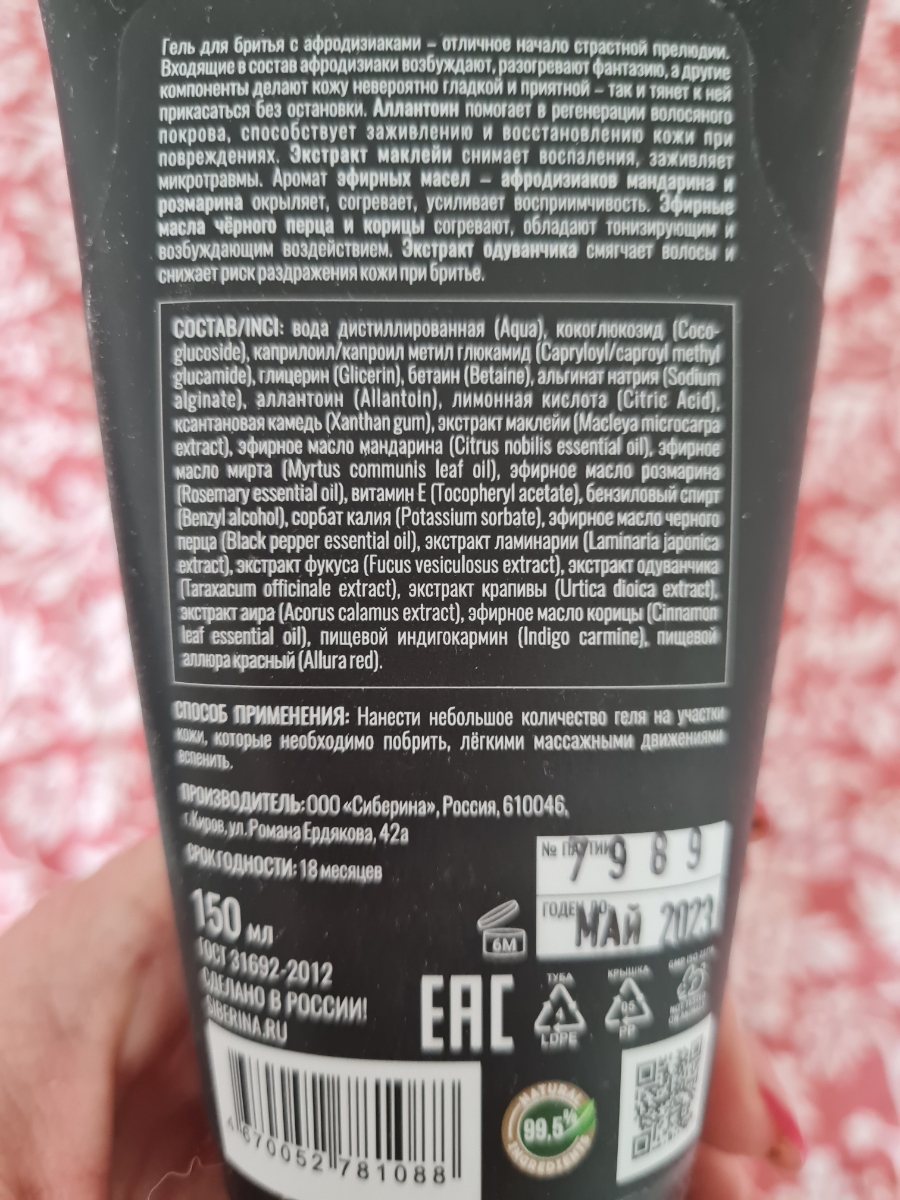 Гель для бритья с афродизиаками – отличное начало страстной прелюдии.
Входящие в состав афродизиаки возбуждают, разогревают фантазию, а другие
компоненты делают кожу невероятно гладкой и приятной – так и тянет к ней
прикасаться без остановки. Аллантоин помогает в регенерации волосяного
покрова, способствует заживлению и восстановлению кожи при
повреждениях. Экстракт маклейи снимает воспаления, заживляет
микротравмы. Аромат эфирных масел – афродизиаков мандарина и
розмарина окрыляет, согревает, усиливает восприимчивость. Эфирные
масла чёрного перца и корицы согревают, обладают тонизирующим и
возбуждающим воздействием. Экстракт одуванчика смягчает волосы и
снижает риск раздражения кожи при бритье.
СОСТАВ/INCI: вода дистиллированная (Aqua), кокоглюкозид (Coco-
glucoside), каприлоил/капроил метил глюкамид (Capryloyl/caproyl methyl
glucamide), глицерин (Glicerin), бетаин (Betaine), альгинат натрия (Sodium
alginate), аллантоин (Allantoin), лимонная кислота (Citric Acid),
ксантановая камедь (Xanthan gum), экстракт маклейи (Macleya microcarpa
extract), эфирное масло мандарина (Citrus nobilis essential oil), эфирное
масло мирта (Myrtus communis leaf oil), эфирное масло розмарина
(Rosemary essential oil), витамин Е (Tocopheryl acetate), бензиловый спирт
(Benzyl alcohol), сорбат калия (Potassium sorbate), эфирное масло черного
перца (Black pepper essential oil), экстракт ламинарии (Laminaria japonica
extract), экстракт фукуса (Fucus vesiculosus extract), экстракт одуванчика
(Taraxacum officinale extract), экстракт крапивы (Urtica dioica extract),
экстракт аира (Acorus calamus extract), эфирное масло корицы (Cinnamon
leaf essential oil), пищевой индигокармин (Indigo carmine), пищевой
аллюра красный (Allura red).
СПОСОБ ПРИМЕНЕНИЯ: Нанести небольшое количество геля на участки
кожи, которые необходимо побрить, лёгкими массажными движениями
вспенить.
ПРОИЗВОДИТЕЛЬ: ООО «Сиберина», Россия, 610046,
г.Киров, ул. Романа Ердякова, 42а
СРОК ГОДНОСТИ: 18 месяцев
№ ПАРТИИ 7989
ГОДЕН ДО: МАЙ 2023
150 мл
6М
ГОСТ 31692-2012
СДЕЛАНО В РОССИИ!
SIBERINA.RU
EAC
ТУБА
LDPE
КРЫШКА
05
PP
NATURAL
99,5%
INGREDIENTS
4670052781088